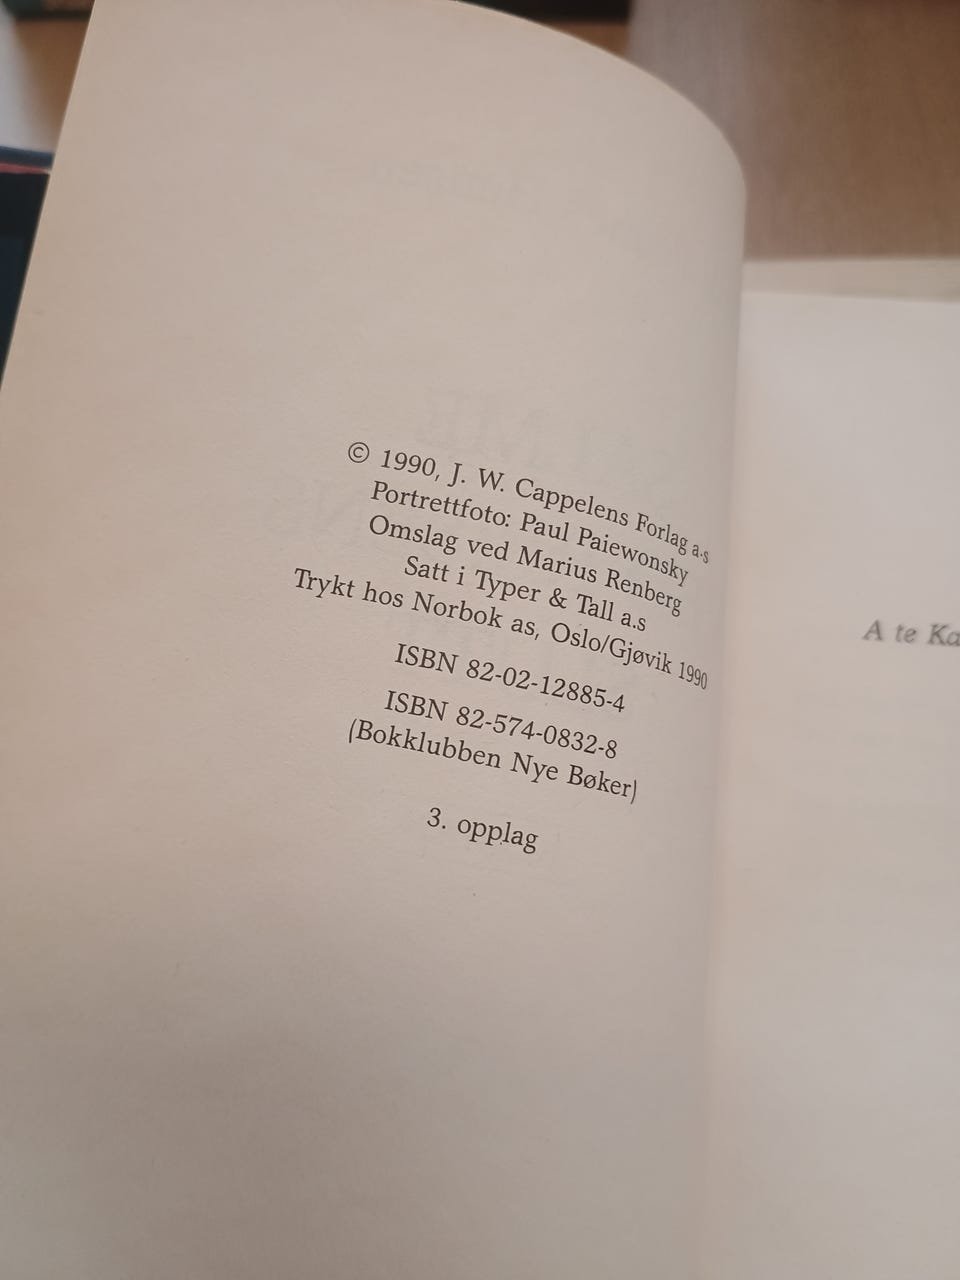 © 1990, J. W. Cappelens Forlag a·s
Portrettfoto: Paul Paiewonsky
Omslag ved Marius Renberg
Satt i Typer & Tall a.s
Trykt hos Norbok as, Oslo/Gjøvik 1990
ISBN 82-02-12885-4
ISBN 82-574-0832-8
(Bokklubben Nye Bøker)
3. opplag
A te